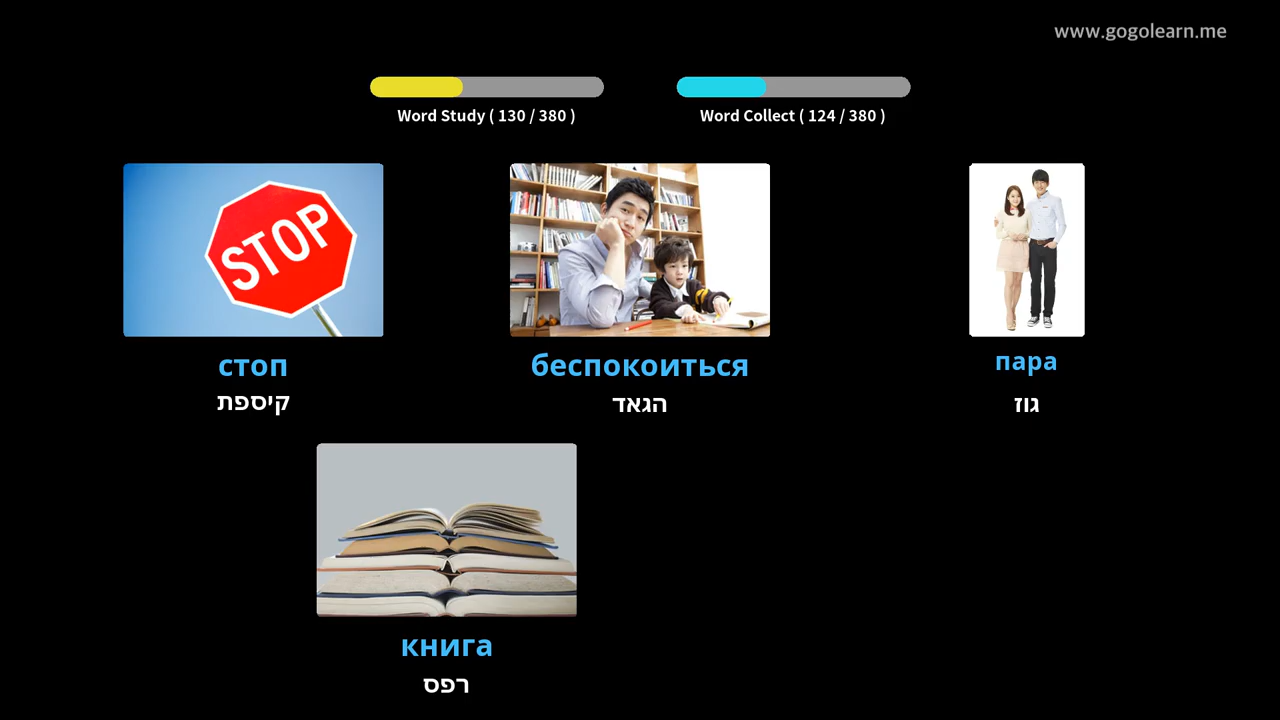 www.gogolearn.me
Word Study ( 130 / 380 )
Word Collect ( 124 / 380 )
STOP
стоп
קיספת
беспокоиться
הגאד
пара
גוז
книга
רפס